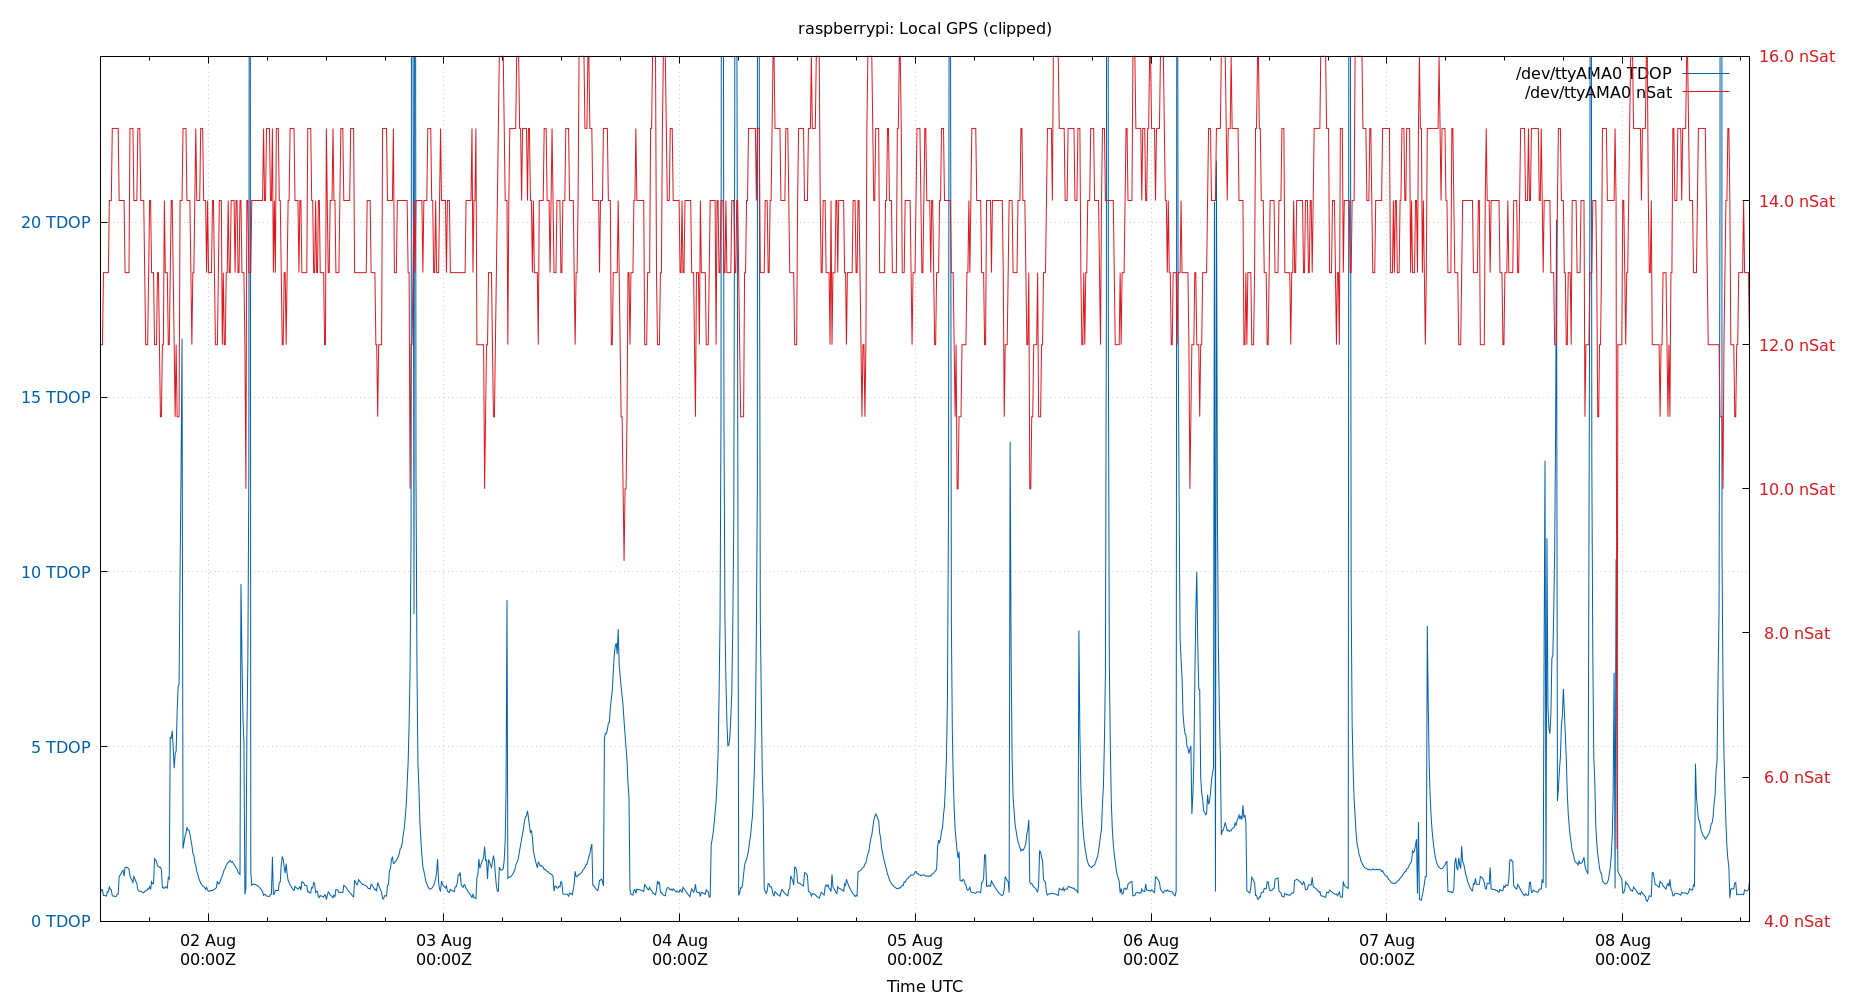 raspberrypi: Local GPS (clipped)
/dev/ttyAMA0 TDOP
/dev/ttyAMA0 nSat
20 TDOP
15 TDOP
10 TDOP
5 TDOP
0 TDOP
16.0 nSat
14.0 nSat
12.0 nSat
10.0 nSat
8.0 nSat
6.0 nSat
4.0 nSat
02 Aug 03 Aug 04 Aug 05 Aug 06 Aug 07 Aug 08 Aug
00:00Z 00:00Z 00:00Z 00:00Z 00:00Z 00:00Z 00:00Z
Time UTC